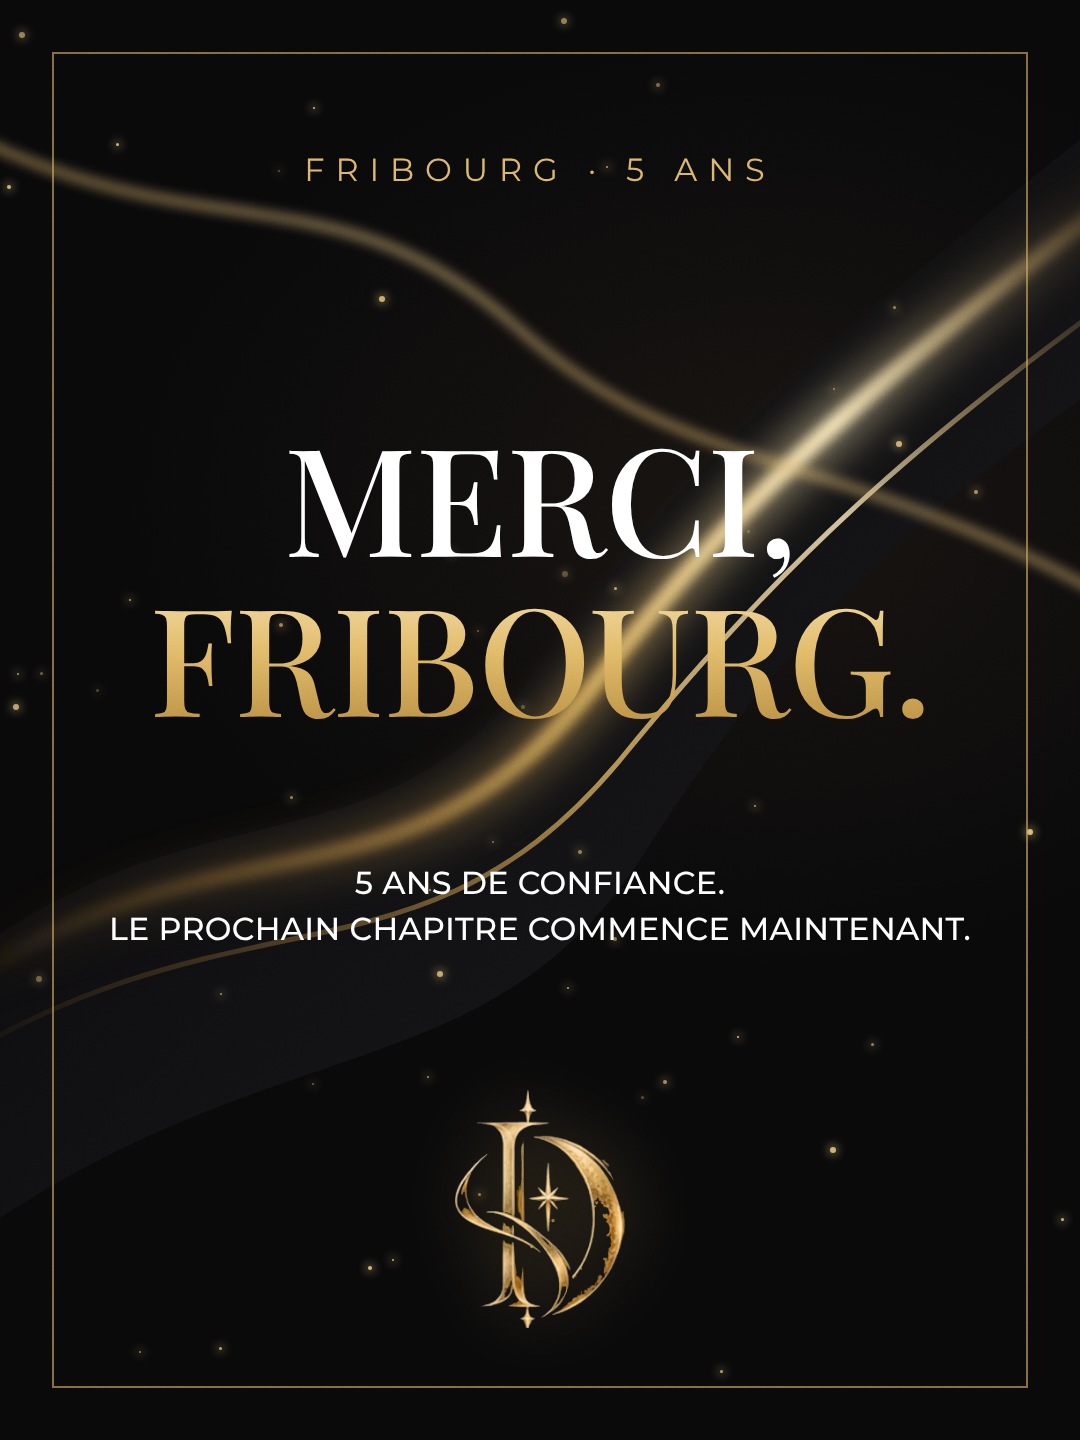 FRIBOURG · 5 ANS
MERCI,
FRIBOURG.
5 ANS DE CONFIANCE.
LE PROCHAIN CHAPITRE COMMENCE MAINTENANT.